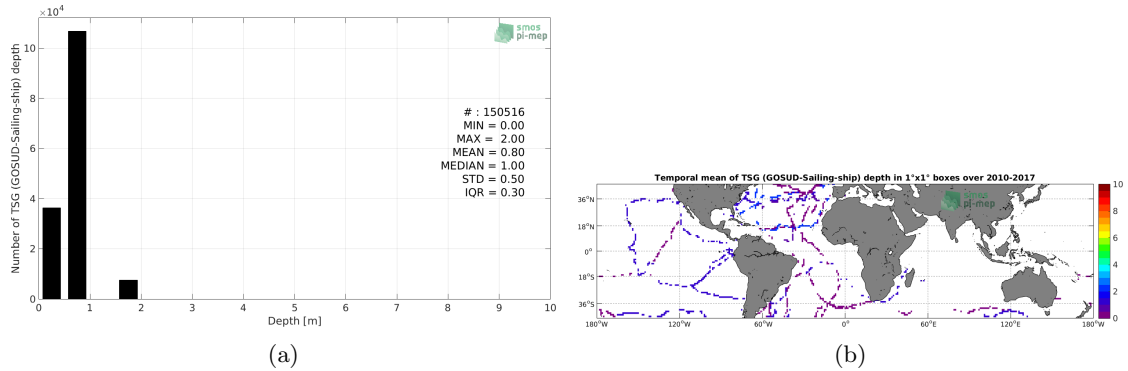 ×10⁴
smos
pi-mep
10
8
6
4
2
0
Number of TSG (GOSUD-Sailing-ship) depth
# : 150516
MIN = 0.00
MAX = 2.00
MEAN = 0.80
MEDIAN = 1.00
STD = 0.50
IQR = 0.30
0 1 2 3 4 5 6 7 8 9 10
Depth [m]
(a)
Temporal mean of TSG (GOSUD-Sailing-ship) depth in 1°x1° boxes over 2010-2017
smos
pi-mep
36°N
18°N
0°
18°S
36°S
180°W 120°W 60°W 0° 60°E 120°E 180°W
10
8
6
4
2
0
(b)